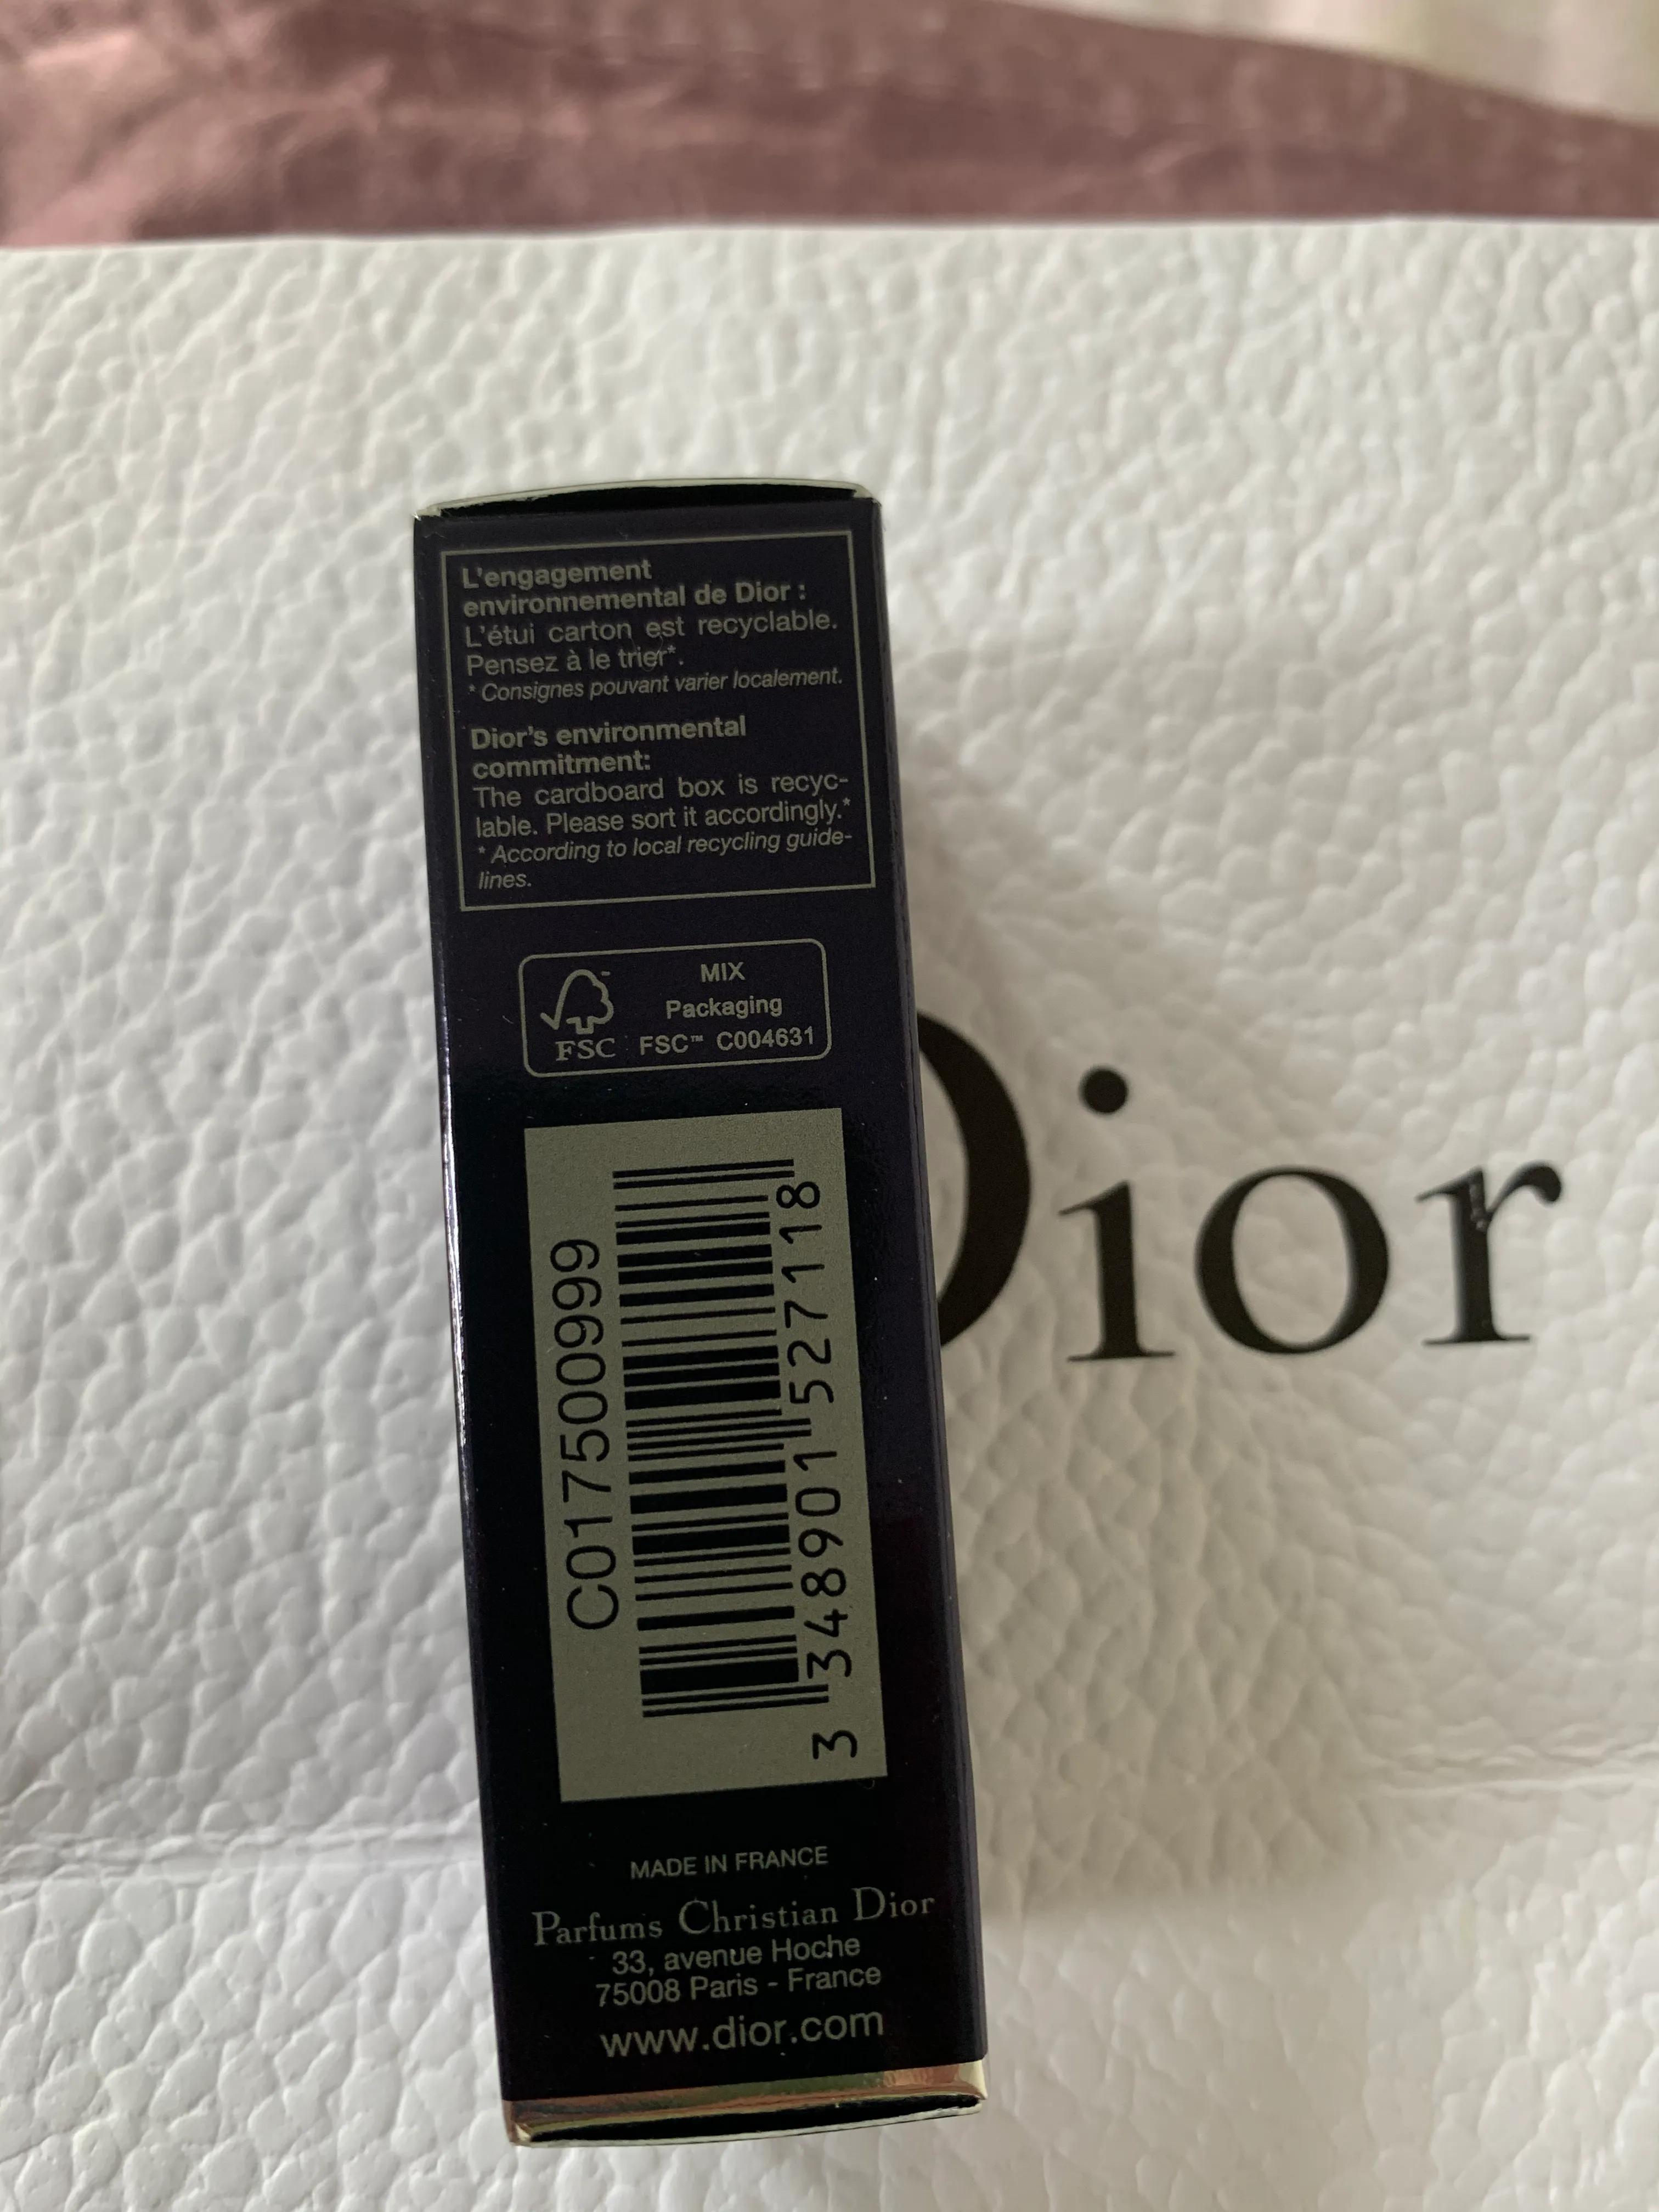 L'engagement
environnemental de Dior :
L'étui carton est recyclable.
Pensez à le trier*.
* Consignes pouvant varier localement.
Dior's environmental
commitment:
The cardboard box is recyc-
lable. Please sort it accordingly.*
* According to local recycling guide-
lines.
MIX
Packaging
FSC FSC™ C004631
C017500999
3 348901 527118
MADE IN FRANCE
Parfums Christian Dior
33, avenue Hoche
75008 Paris - France
www.dior.com
Dior